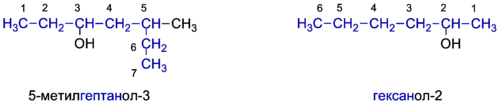 1 2 3 4 5 6 5 4 3 2 1
H₃C–CH₂–CH–CH₂–CH–CH₃ H₃C–CH₂–CH₂–CH₂–CH–CH₃
OH 6 CH₂ OH
7 CH₃
5-метилгептанол-3 гексанол-2